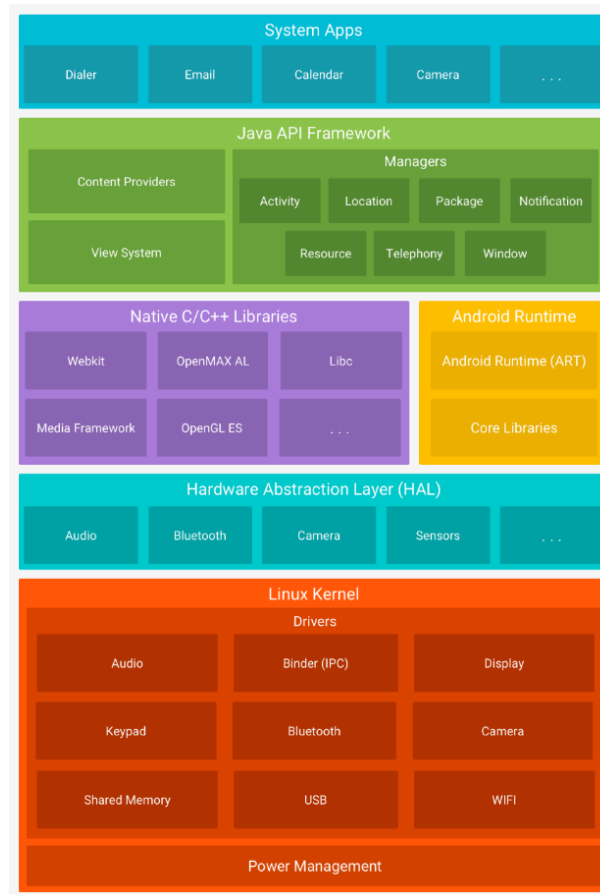 System Apps
Dialer
Email
Calendar
Camera
. . .
Java API Framework
Content Providers
View System
Managers
Activity
Location
Package
Notification
Resource
Telephony
Window
Native C/C++ Libraries
Webkit
OpenMAX AL
Libc
Media Framework
OpenGL ES
. . .
Android Runtime
Android Runtime (ART)
Core Libraries
Hardware Abstraction Layer (HAL)
Audio
Bluetooth
Camera
Sensors
. . .
Linux Kernel
Drivers
Audio
Binder (IPC)
Display
Keypad
Bluetooth
Camera
Shared Memory
USB
WIFI
Power Management